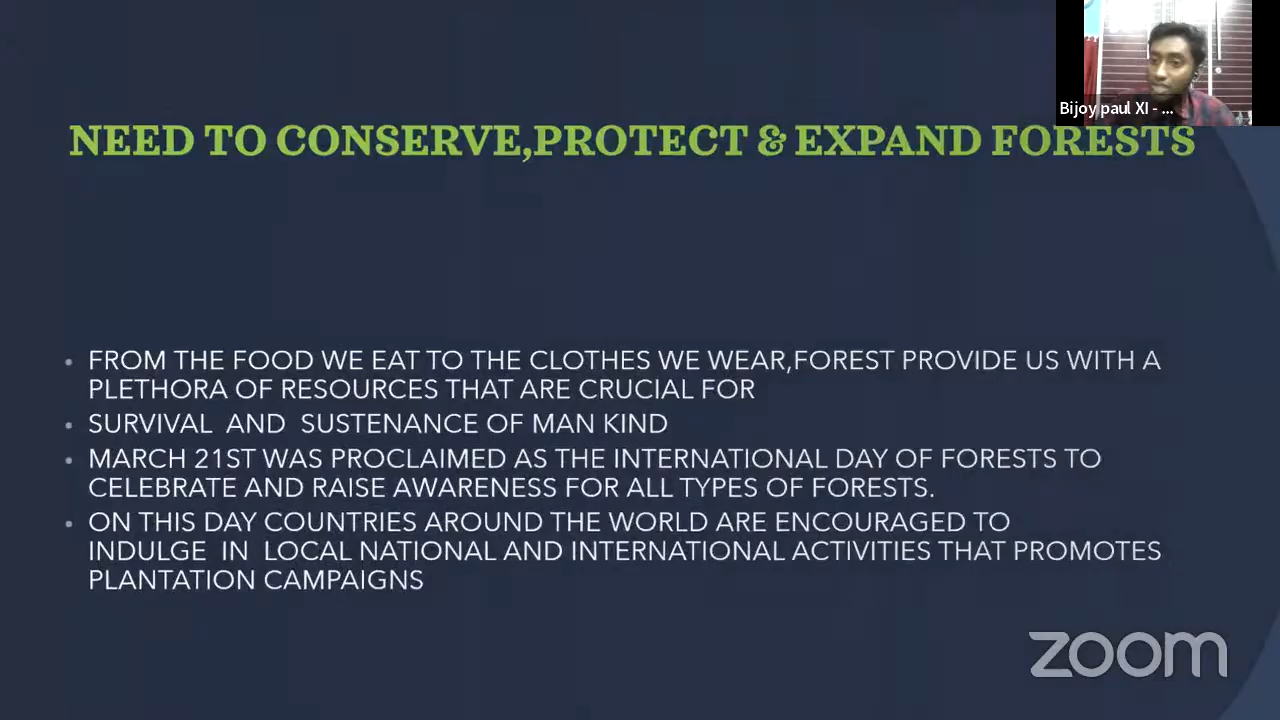 Bijoy paul XI - ...
NEED TO CONSERVE,PROTECT & EXPAND FORESTS
• FROM THE FOOD WE EAT TO THE CLOTHES WE WEAR,FOREST PROVIDE US WITH A
PLETHORA OF RESOURCES THAT ARE CRUCIAL FOR
• SURVIVAL AND SUSTENANCE OF MAN KIND
• MARCH 21ST WAS PROCLAIMED AS THE INTERNATIONAL DAY OF FORESTS TO
CELEBRATE AND RAISE AWARENESS FOR ALL TYPES OF FORESTS.
• ON THIS DAY COUNTRIES AROUND THE WORLD ARE ENCOURAGED TO
INDULGE IN LOCAL NATIONAL AND INTERNATIONAL ACTIVITIES THAT PROMOTES
PLANTATION CAMPAIGNS
zoom